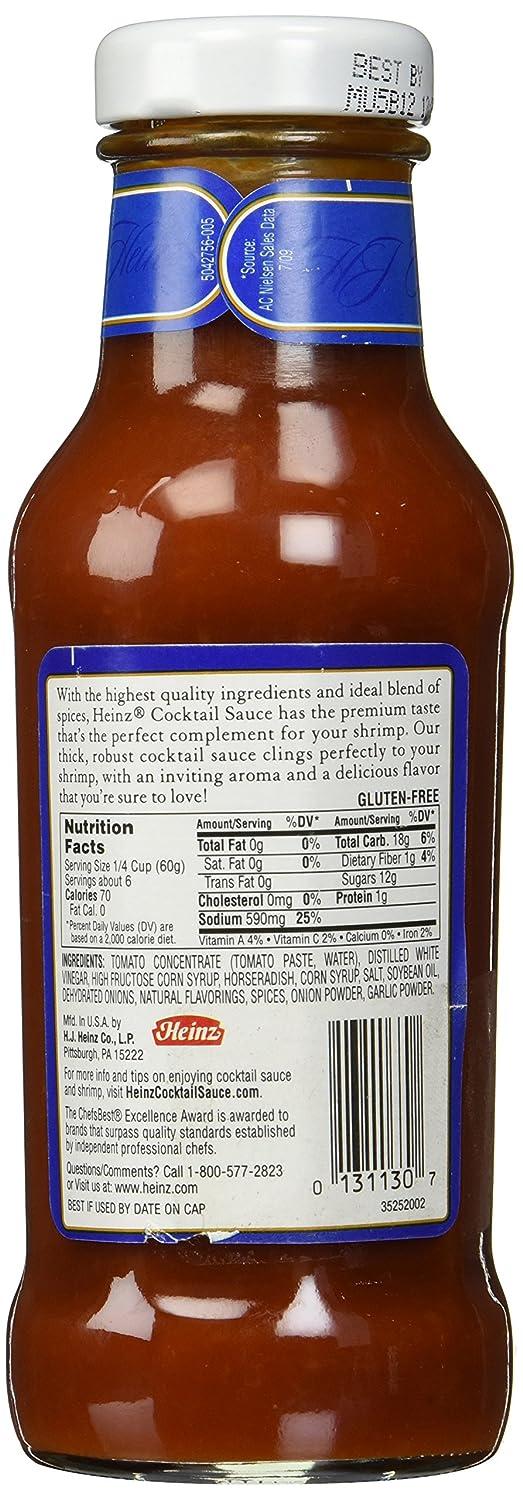 BEST BY
MU5B12
5042756-005
*Source:
AC Nielsen Sales Data
7'09
With the highest quality ingredients and ideal blend of
spices, Heinz® Cocktail Sauce has the premium taste
that's the perfect complement for your shrimp. Our
thick, robust cocktail sauce clings perfectly to your
shrimp, with an inviting aroma and a delicious flavor
that you're sure to love!
GLUTEN-FREE
Nutrition
Facts
Serving Size 1/4 Cup (60g)
Servings about 6
Calories 70
Fat Cal. 0
*Percent Daily Values (DV) are
based on a 2,000 calorie diet.
Amount/Serving %DV* Amount/Serving %DV*
Total Fat 0g 0% Total Carb. 18g 6%
Sat. Fat 0g 0% Dietary Fiber 1g 4%
Trans Fat 0g Sugars 12g
Cholesterol 0mg 0% Protein 1g
Sodium 590mg 25%
Vitamin A 4% • Vitamin C 2% • Calcium 0% • Iron 2%
INGREDIENTS: TOMATO CONCENTRATE (TOMATO PASTE, WATER), DISTILLED WHITE
VINEGAR, HIGH FRUCTOSE CORN SYRUP, HORSERADISH, CORN SYRUP, SALT, SOYBEAN OIL,
DEHYDRATED ONIONS, NATURAL FLAVORINGS, SPICES, ONION POWDER, GARLIC POWDER.
Mfd. in U.S.A. by
H.J. Heinz Co., L.P.
Pittsburgh, PA 15222
Heinz
For more info and tips on enjoying cocktail sauce
and shrimp, visit HeinzCocktailSauce.com.
The ChefsBest® Excellence Award is awarded to
brands that surpass quality standards established
by independent professional chefs.
Questions/Comments? Call 1-800-577-2823
or Visit us at: www.heinz.com
BEST IF USED BY DATE ON CAP
0 131130 7
35252002